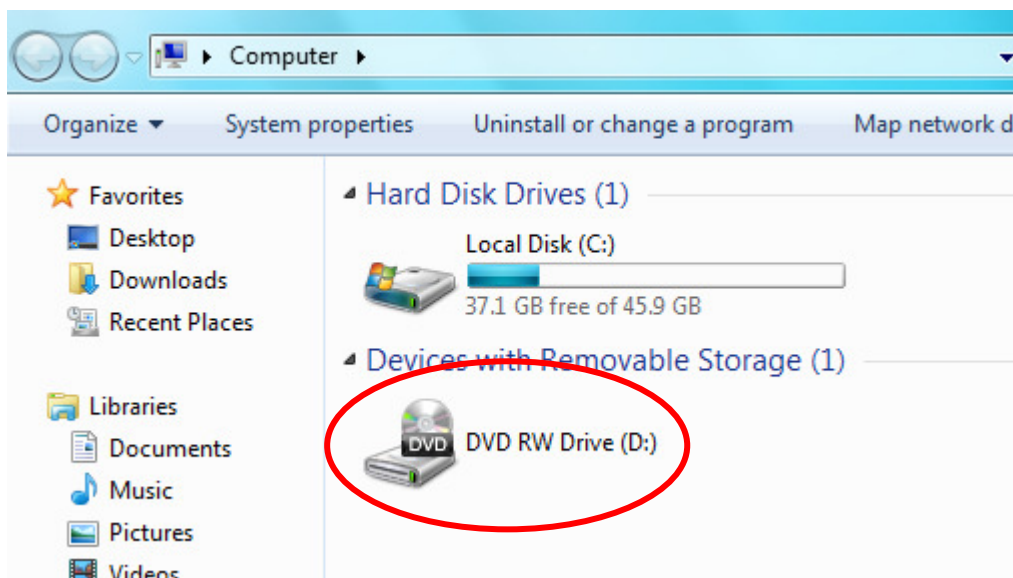 Computer
Organize System properties Uninstall or change a program Map network d
Favorites
Desktop
Downloads
Recent Places
Libraries
Documents
Music
Pictures
Videos
Hard Disk Drives (1)
Local Disk (C:)
37.1 GB free of 45.9 GB
Devices with Removable Storage (1)
DVD
DVD RW Drive (D:)